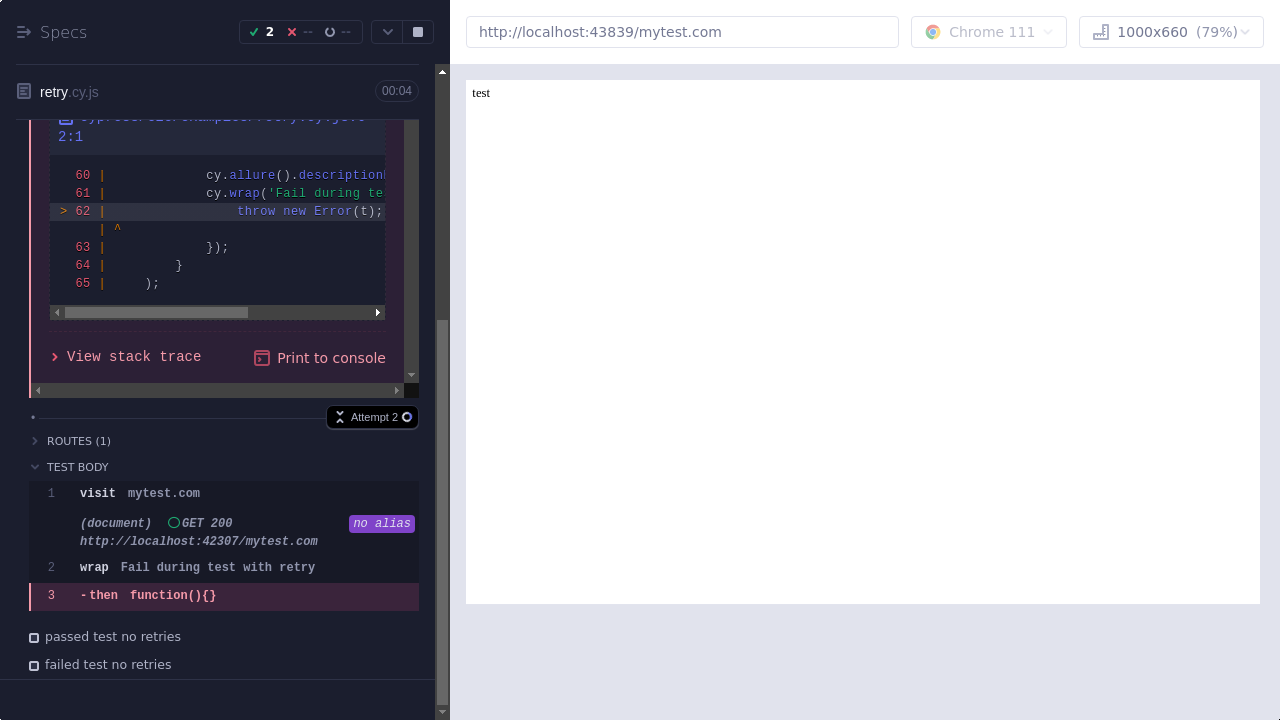 Specs
2
--
--
retry.cy.js
00:04
2:1
60 | cy.allure().description
61 | cy.wrap('Fail during te
> 62 | throw new Error(t);
| ^
63 | });
64 | }
65 | );
View stack trace
Print to console
Attempt 2
ROUTES (1)
TEST BODY
1 visit mytest.com
(document) GET 200 no alias
http://localhost:42307/mytest.com
2 wrap Fail during test with retry
3 -then function(){}
passed test no retries
failed test no retries
http://localhost:43839/mytest.com
Chrome 111
1000x660 (79%)
test